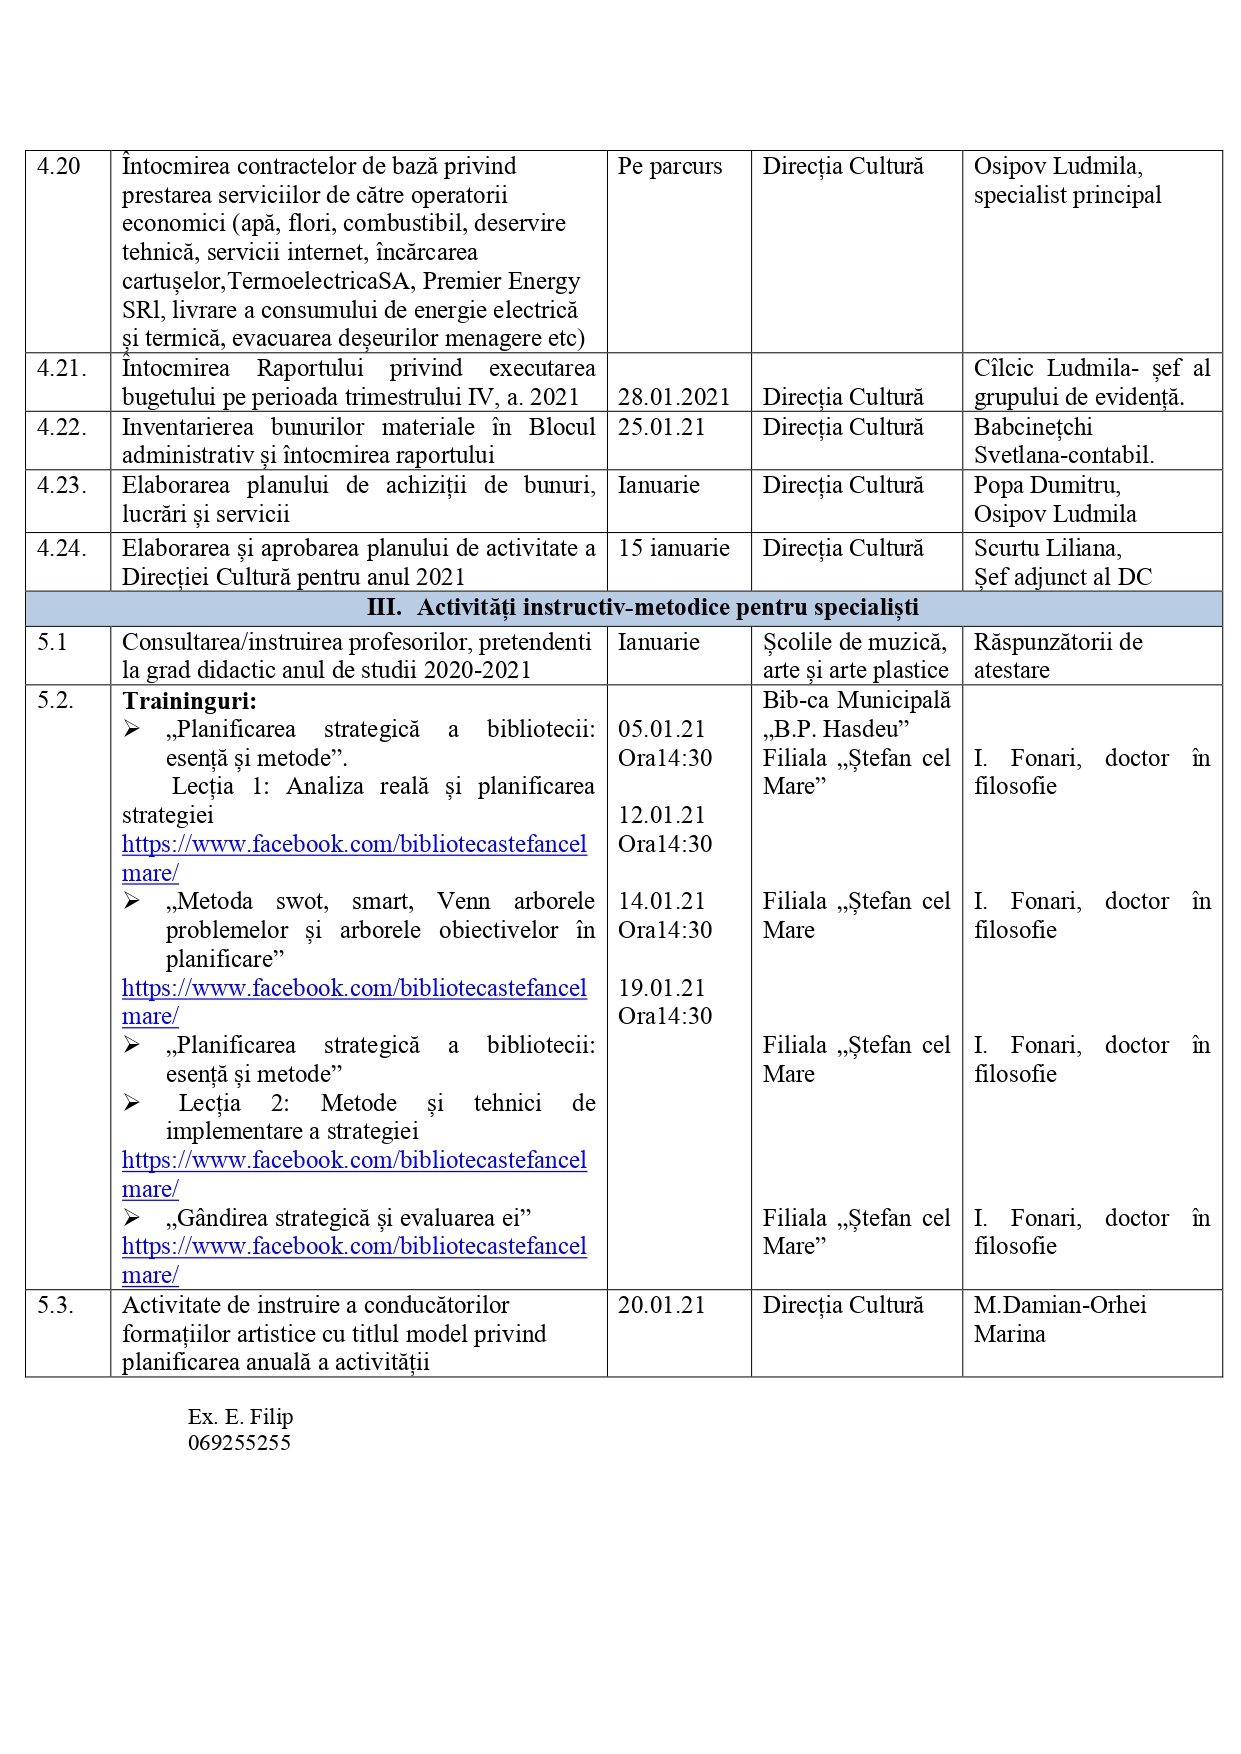 4.20
Întocmirea contractelor de bază privind
prestarea serviciilor de către operatorii
economici (apă, flori, combustibil, deservire
tehnică, servicii internet, încărcarea
cartușelor,TermoelectricaSA, Premier Energy
SRl, livrare a consumului de energie electrică
și termică, evacuarea deșeurilor menagere etc)
Pe parcurs
Direcția Cultură
Osipov Ludmila,
specialist principal
4.21.
Întocmirea Raportului privind executarea
bugetului pe perioada trimestrului IV, a. 2021
28.01.2021
Direcția Cultură
Cîlcic Ludmila- șef al
grupului de evidență.
4.22.
Inventarierea bunurilor materiale în Blocul
administrativ și întocmirea raportului
25.01.21
Direcția Cultură
Babcinețchi
Svetlana-contabil.
4.23.
Elaborarea planului de achiziții de bunuri,
lucrări și servicii
Ianuarie
Direcția Cultură
Popa Dumitru,
Osipov Ludmila
4.24.
Elaborarea și aprobarea planului de activitate a
Direcției Cultură pentru anul 2021
15 ianuarie
Direcția Cultură
Scurtu Liliana,
Șef adjunct al DC
III. Activități instructiv-metodice pentru specialiști
5.1
Consultarea/instruirea profesorilor, pretendenti
la grad didactic anul de studii 2020-2021
Ianuarie
Școlile de muzică,
arte și arte plastice
Răspunzătorii de
atestare
5.2.
Traininguri:
➢ „Planificarea strategică a bibliotecii:
esență și metode”.
Lecția 1: Analiza reală și planificarea
strategiei
https://www.facebook.com/bibliotecastefancel
mare/
➢ „Metoda swot, smart, Venn arborele
problemelor și arborele obiectivelor în
planificare”
https://www.facebook.com/bibliotecastefancel
mare/
➢ „Planificarea strategică a bibliotecii:
esență și metode”
➢ Lecția 2: Metode și tehnici de
implementare a strategiei
https://www.facebook.com/bibliotecastefancel
mare/
➢ „Gândirea strategică și evaluarea ei”
https://www.facebook.com/bibliotecastefancel
mare/
05.01.21
Ora14:30
12.01.21
Ora14:30
14.01.21
Ora14:30
19.01.21
Ora14:30
Bib-ca Municipală
„B.P. Hasdeu”
Filiala „Ștefan cel
Mare”
Filiala „Ștefan cel
Mare
Filiala „Ștefan cel
Mare
Filiala „Ștefan cel
Mare”
I. Fonari, doctor în
filosofie
I. Fonari, doctor în
filosofie
I. Fonari, doctor în
filosofie
I. Fonari, doctor în
filosofie
5.3.
Activitate de instruire a conducătorilor
formațiilor artistice cu titlul model privind
planificarea anuală a activității
20.01.21
Direcția Cultură
M.Damian-Orhei
Marina
Ex. E. Filip
069255255